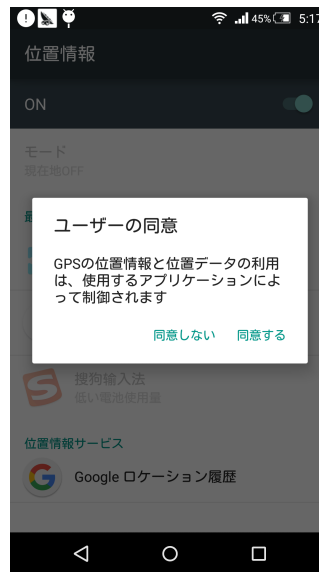 45% 5:17
位置情報
ON
モード
現在地OFF
最
ユーザーの同意
GPSの位置情報と位置データの利用
は、使用するアプリケーションによ
って制御されます
同意しない 同意する
搜狗输入法
低い電池使用量
位置情報サービス
Google ロケーション履歴